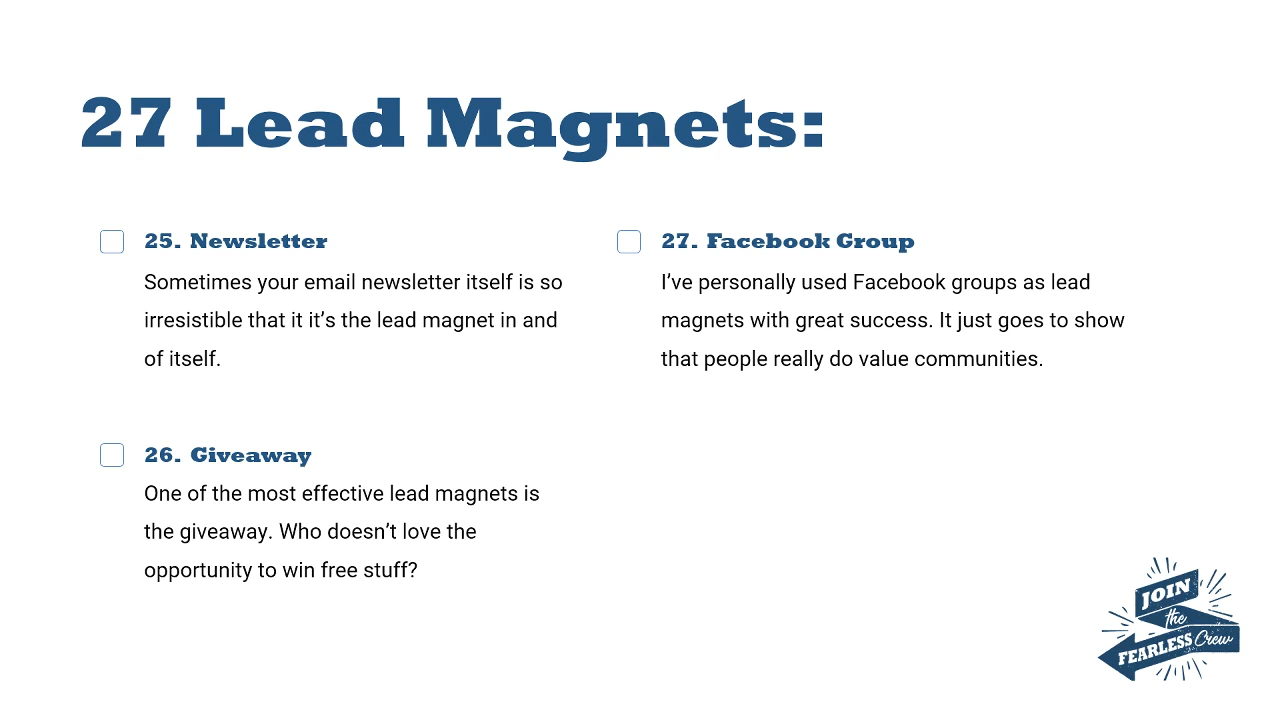 27 Lead Magnets:
25. Newsletter
Sometimes your email newsletter itself is so
irresistible that it it’s the lead magnet in and
of itself.
26. Giveaway
One of the most effective lead magnets is
the giveaway. Who doesn’t love the
opportunity to win free stuff?
27. Facebook Group
I’ve personally used Facebook groups as lead
magnets with great success. It just goes to show
that people really do value communities.
JOIN
the
FEARLESS Crew